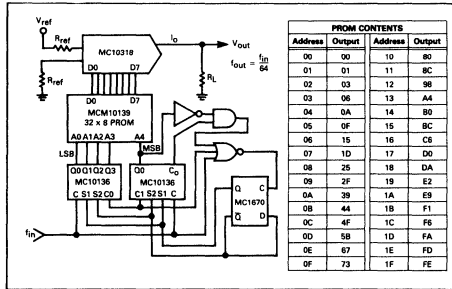 Vref
Rref
MC10318
Io
Vout
Rref
D0 D7
fout = fin
64
RL
D0 D7
MCM10139
32 x 8 PROM
A0 A1 A2 A3 A4
LSB
MSB
Q0 Q1 Q2 Q3
MC10136
C S1 S2 C0
Q0 C0
MC10136
C1 S2 S1 C
Q C
MC1670
Q D
fin
PROM CONTENTS
Address Output Address Output
00 00 10 80
01 01 11 8C
02 03 12 98
03 06 13 A4
04 0A 14 B0
05 0F 15 BC
06 15 16 C6
07 1D 17 D0
08 25 18 DA
09 2F 19 E2
0A 39 1A E9
0B 44 1B F1
0C 4F 1C F6
0D 5B 1D FA
0E 67 1E FD
0F 73 1F FE